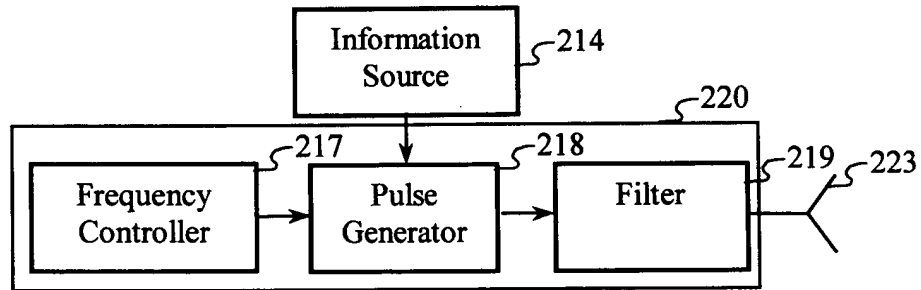 Information
Source
214
220
217
218
219
223
Frequency
Controller
Pulse
Generator
Filter